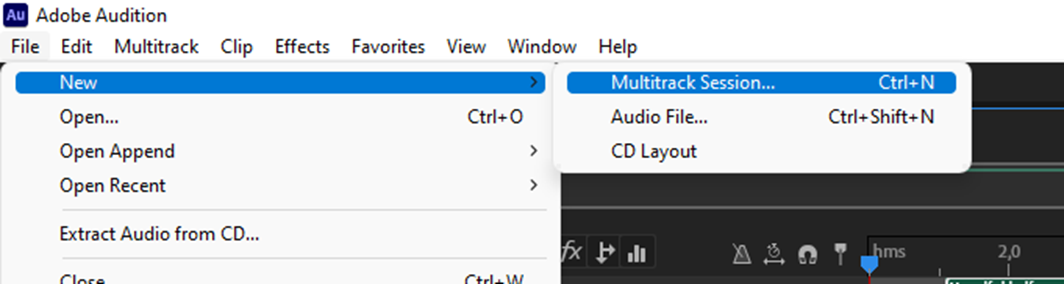 Au Adobe Audition
File Edit Multitrack Clip Effects Favorites View Window Help
New Multitrack Session... Ctrl+N
Open... Ctrl+O Audio File... Ctrl+Shift+N
Open Append CD Layout
Open Recent
Extract Audio from CD...
fx hms 2,0
Close Ctrl+W